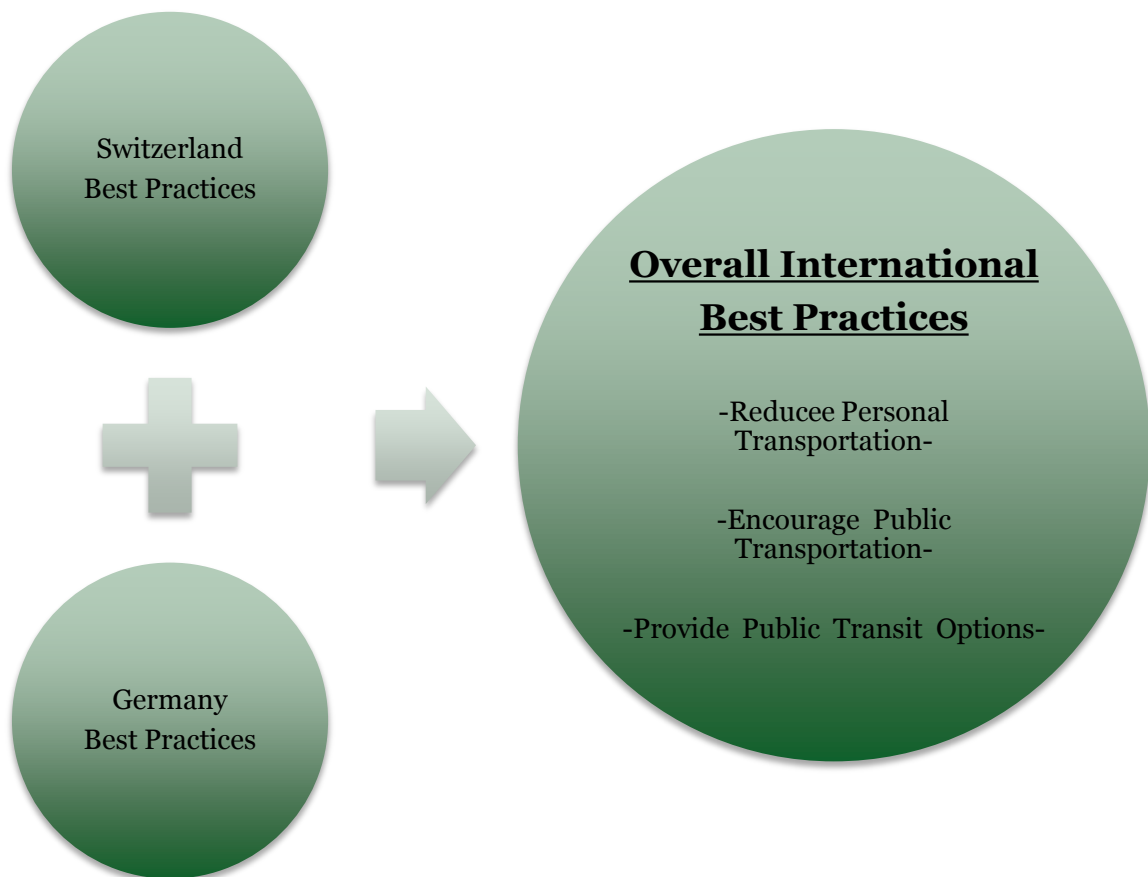 Switzerland
Best Practices
Overall International
Best Practices
-Reducee Personal
Transportation-
-Encourage Public
Transportation-
-Provide Public Transit Options-
Germany
Best Practices